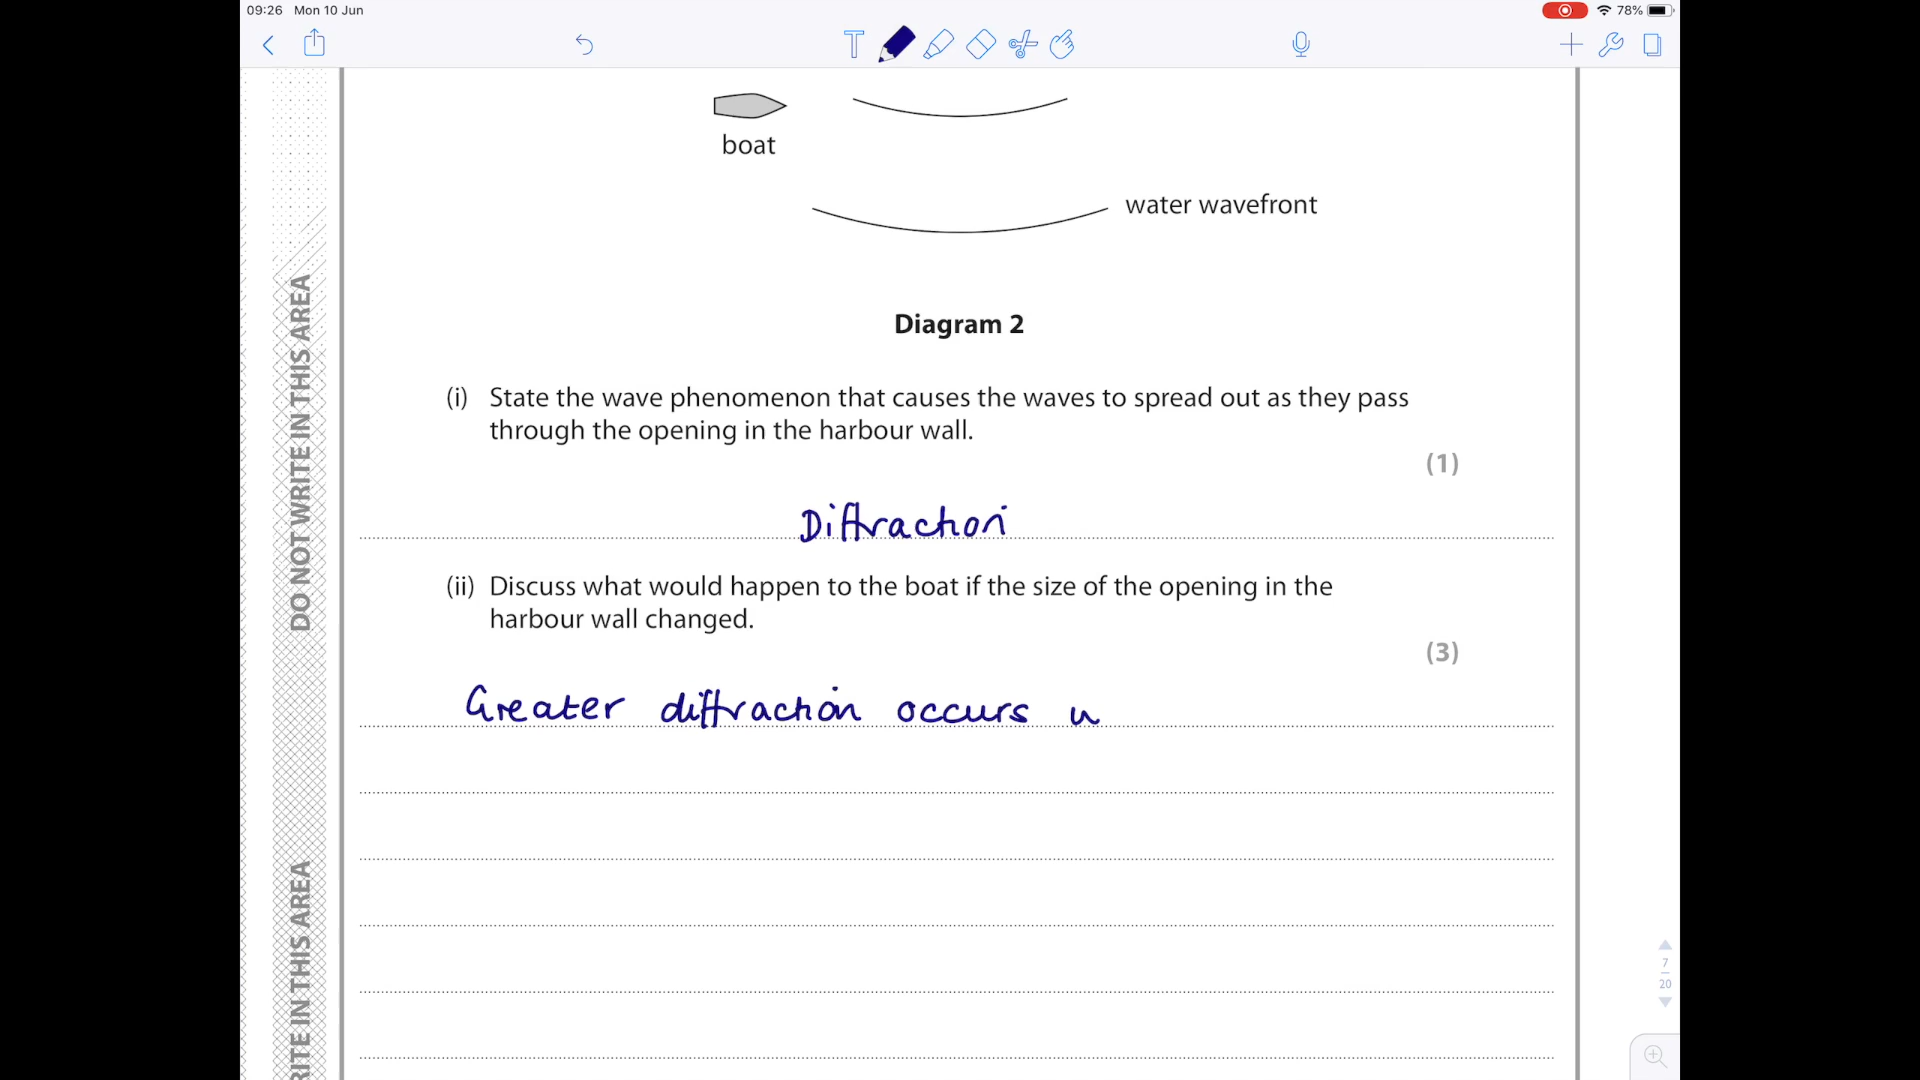 09:26 Mon 10 Jun
78%
T
boat
water wavefront
Diagram 2
(i) State the wave phenomenon that causes the waves to spread out as they pass
through the opening in the harbour wall.
(1)
Diffraction
(ii) Discuss what would happen to the boat if the size of the opening in the
harbour wall changed.
(3)
Greater diffraction occurs w
DO NOT WRITE IN THIS AREA
RITE IN THIS AREA
7
20